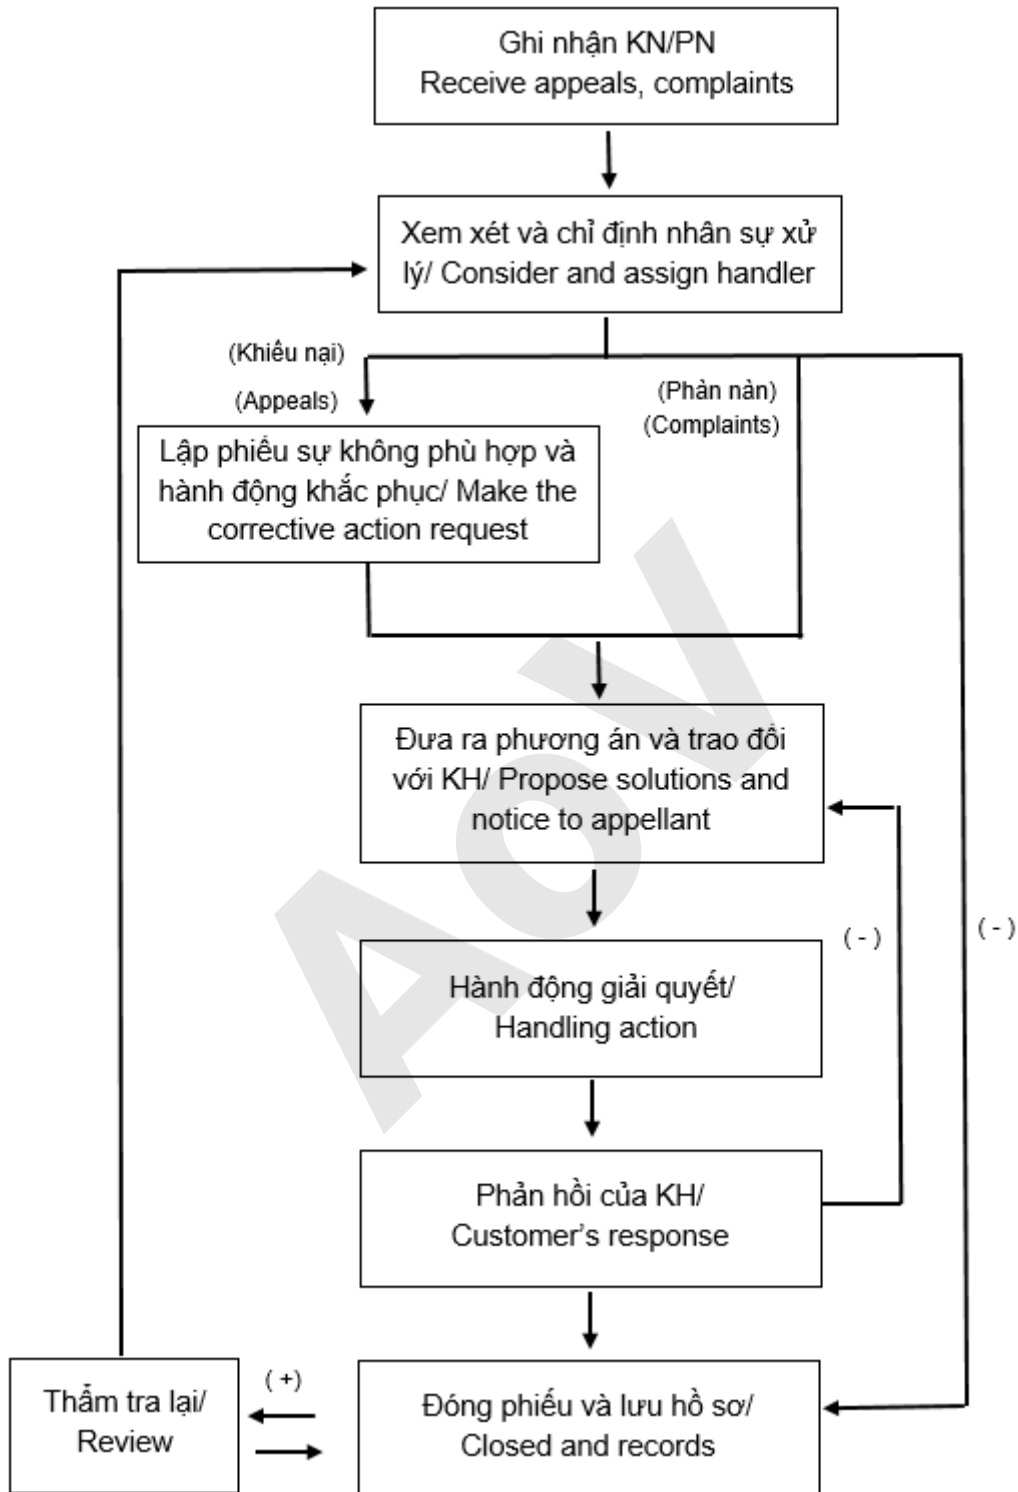 Ghi nhận KN/PN
Receive appeals, complaints
Xem xét và chỉ định nhân sự xử
lý/ Consider and assign handler
(Khiếu nại)
(Appeals)
(Phàn nàn)
(Complaints)
Lập phiếu sự không phù hợp và
hành động khắc phục/ Make the
corrective action request
Đưa ra phương án và trao đổi
với KH/ Propose solutions and
notice to appellant
( - )
( - )
Hành động giải quyết/
Handling action
Phản hồi của KH/
Customer’s response
Thẩm tra lại/
Review
( +)
Đóng phiếu và lưu hồ sơ/
Closed and records
AoV